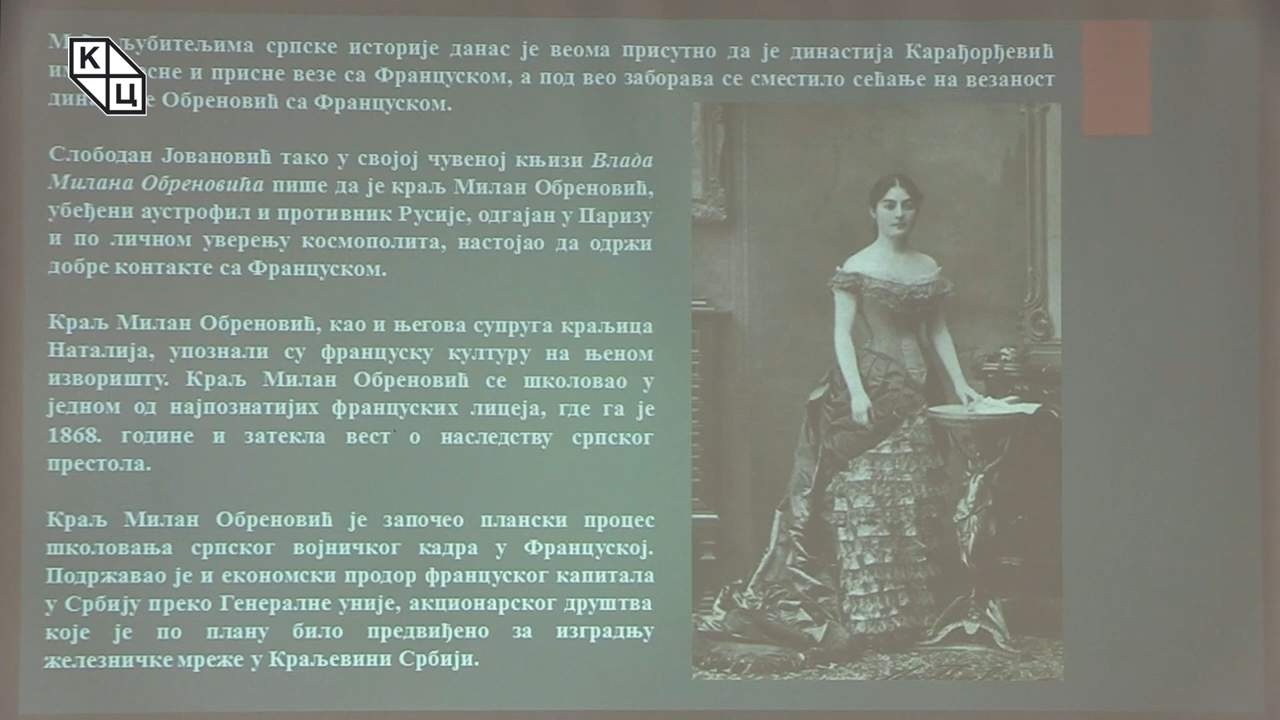 К
Ц
љубитељима српске историје данас је веома присутно да је династија Карађорђевић
и присне везе са Француском, а под вео заборава се сместило сећање на везаност
Обреновић са Француском.
Слободан Јовановић тако у својој чувеној књизи Влада
Милана Обреновића пише да је краљ Милан Обреновић,
убеђени аустрофил и противник Русије, одгајан у Паризу
и по личном уверењу космополита, настојао да одржи
добре контакте са Француском.
Краљ Милан Обреновић, као и његова супруга краљица
Наталија, упознали су француску културу на њеном
изворишту. Краљ Милан Обреновић се школовао у
једном од најпознатијих француских лицеја, где га је
1868. године и затекла вест о наследству српског
престола.
Краљ Милан Обреновић је започео плански процес
школовања српског војничког кадра у Француској.
Подржавао је и економски продор француског капитала
у Србију преко Генералне уније, акционарског друштва
које је по плану било предвиђено за изградњу
железничке мреже у Краљевини Србији.